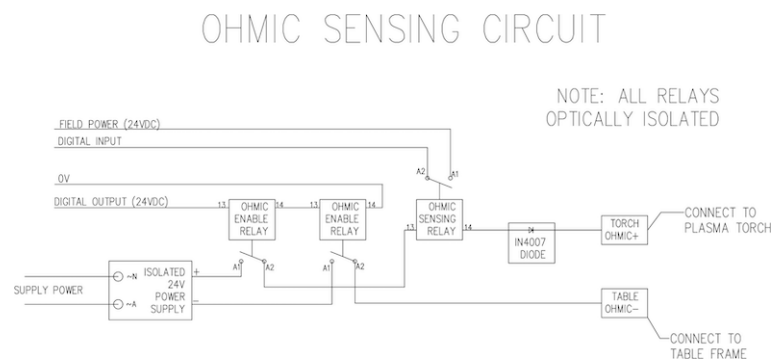 OHMIC SENSING CIRCUIT
NOTE: ALL RELAYS
OPTICALLY ISOLATED
FIELD POWER (24VDC)
DIGITAL INPUT
A2
A1
0V
DIGITAL OUTPUT (24VDC)
13
OHMIC
ENABLE
RELAY
14
13
OHMIC
ENABLE
RELAY
14
13
OHMIC
SENSING
RELAY
14
IN4007
DIODE
TORCH
OHMIC+
CONNECT TO
PLASMA TORCH
A1
A2
A1
A2
SUPPLY POWER
~N
~A
ISOLATED
24V
POWER
SUPPLY
+
-
TABLE
OHMIC-
CONNECT TO
TABLE FRAME